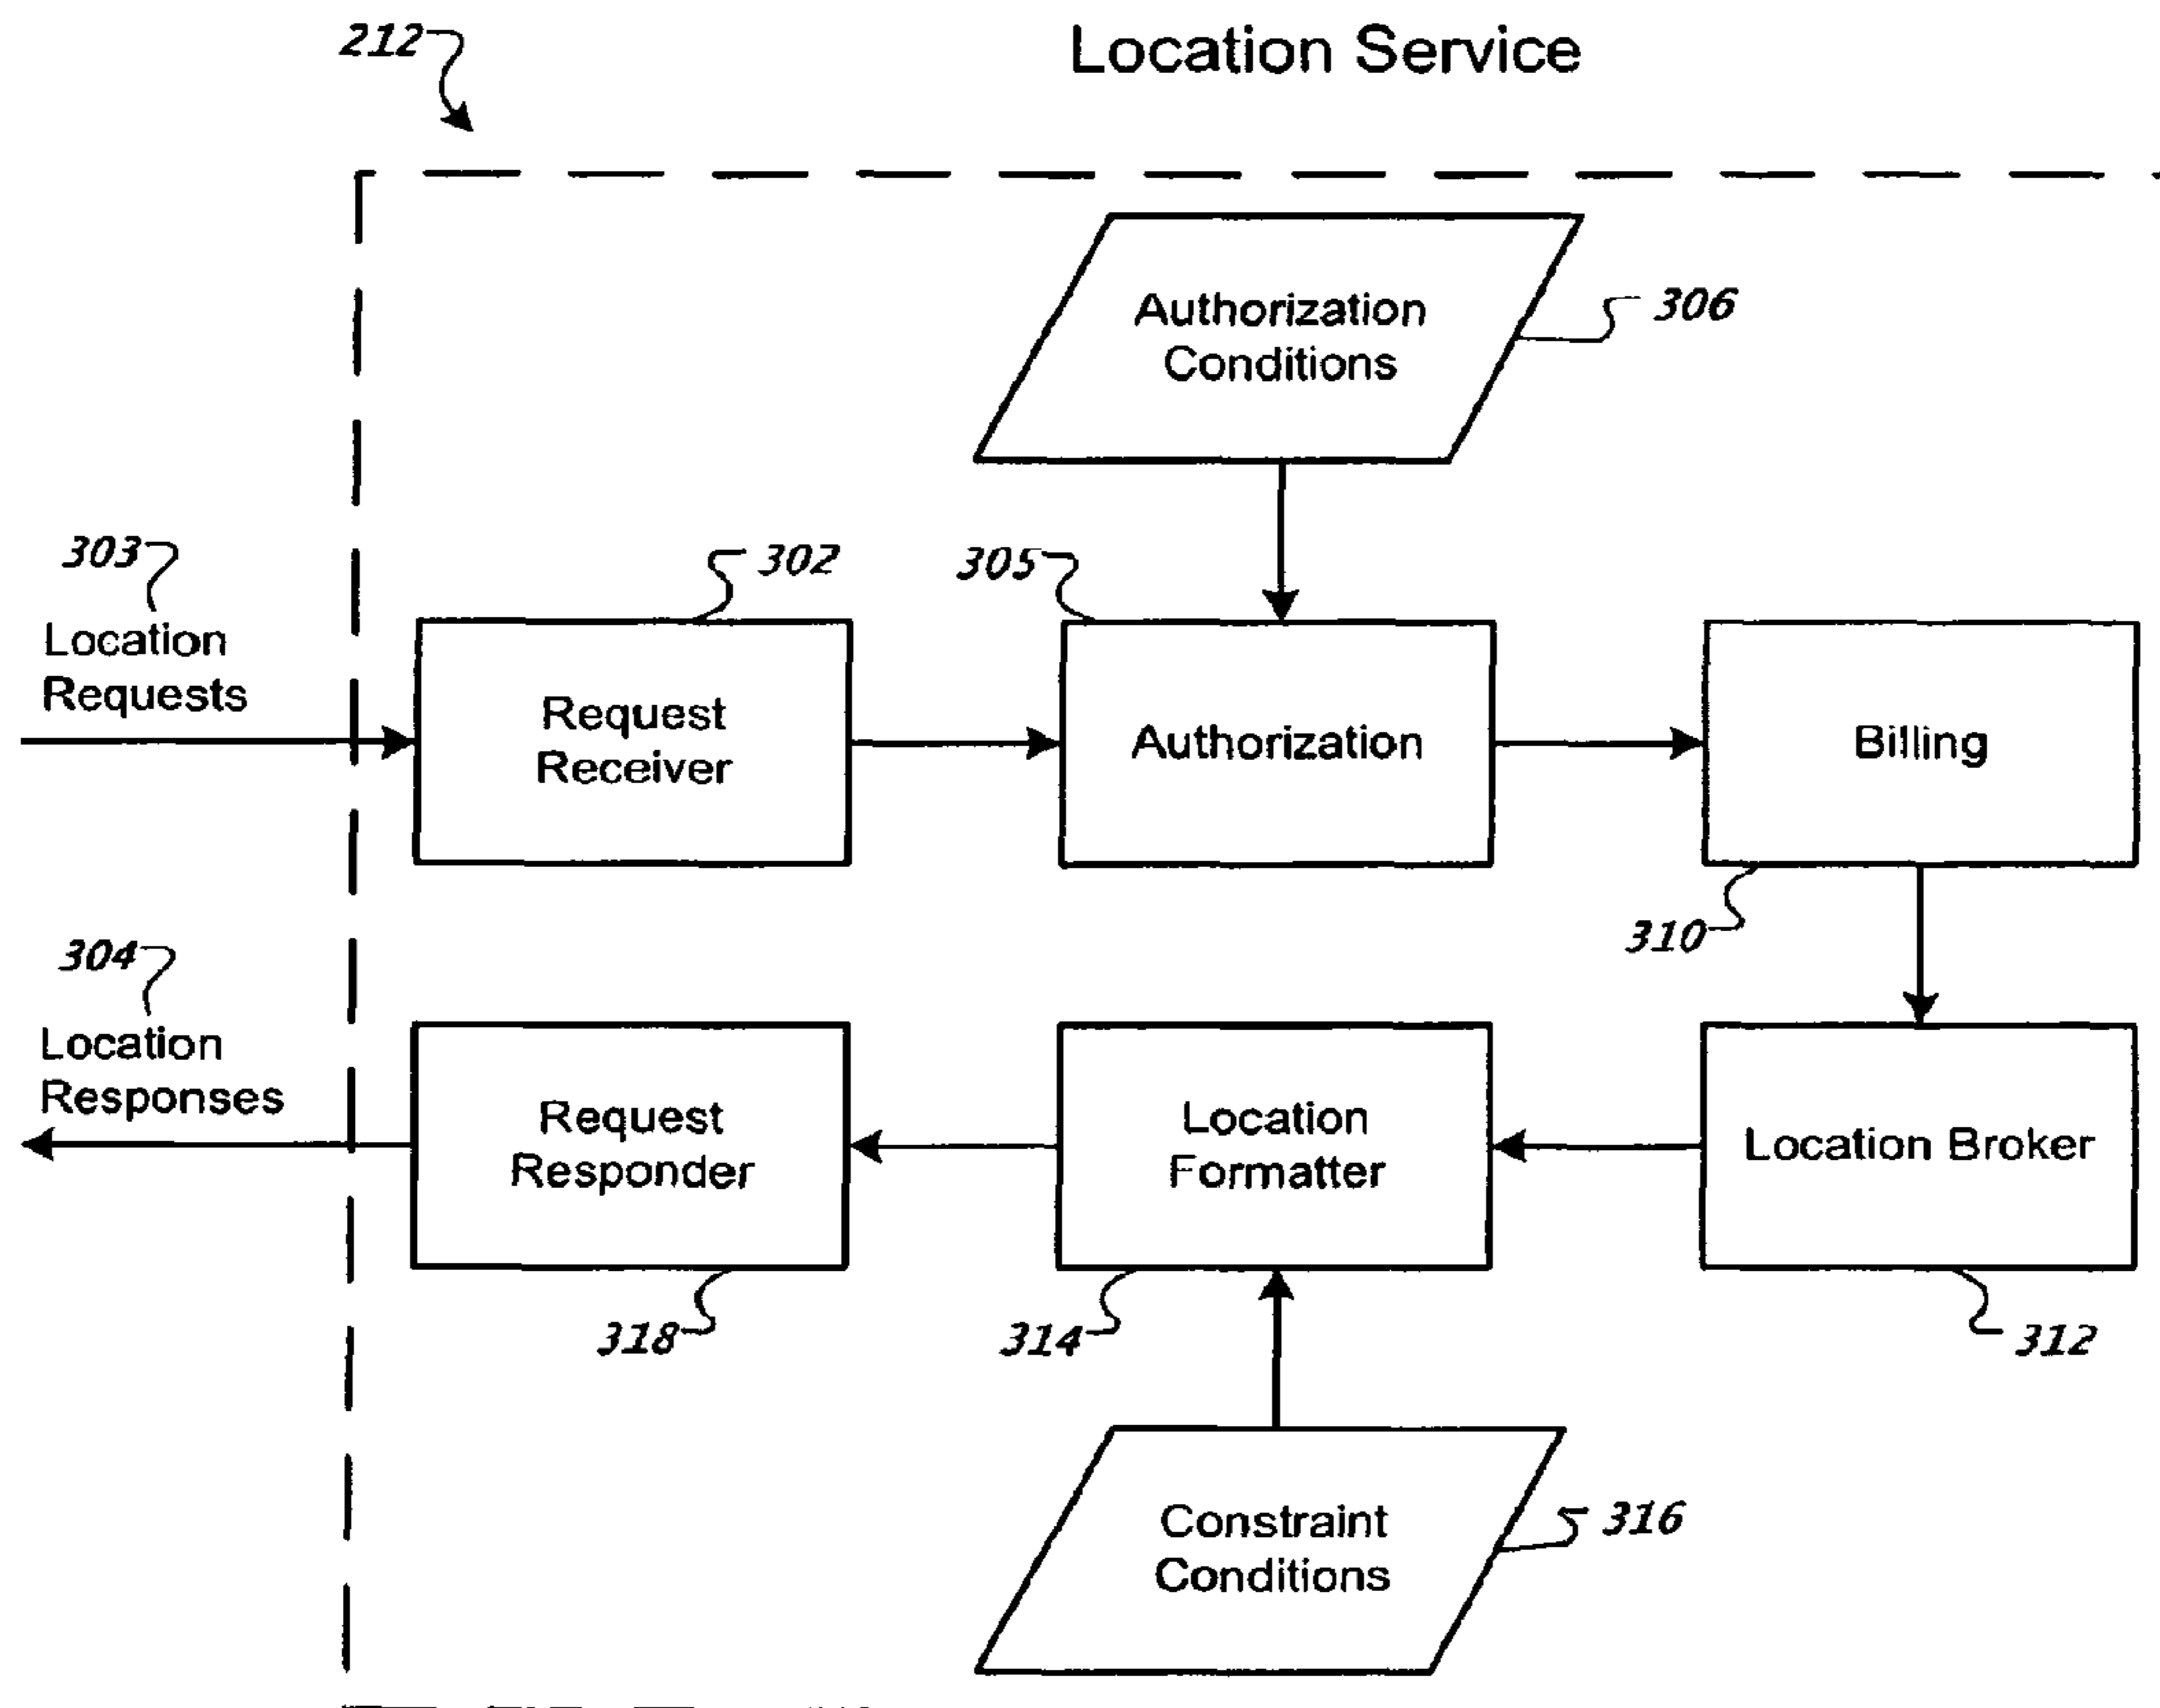 212
Location Service
Authorization
Conditions
306
303
Location
Requests
302
Request
Receiver
305
Authorization
Billing
310
304
Location
Responses
Request
Responder
318
Location
Formatter
314
Location Broker
312
Constraint
Conditions
316